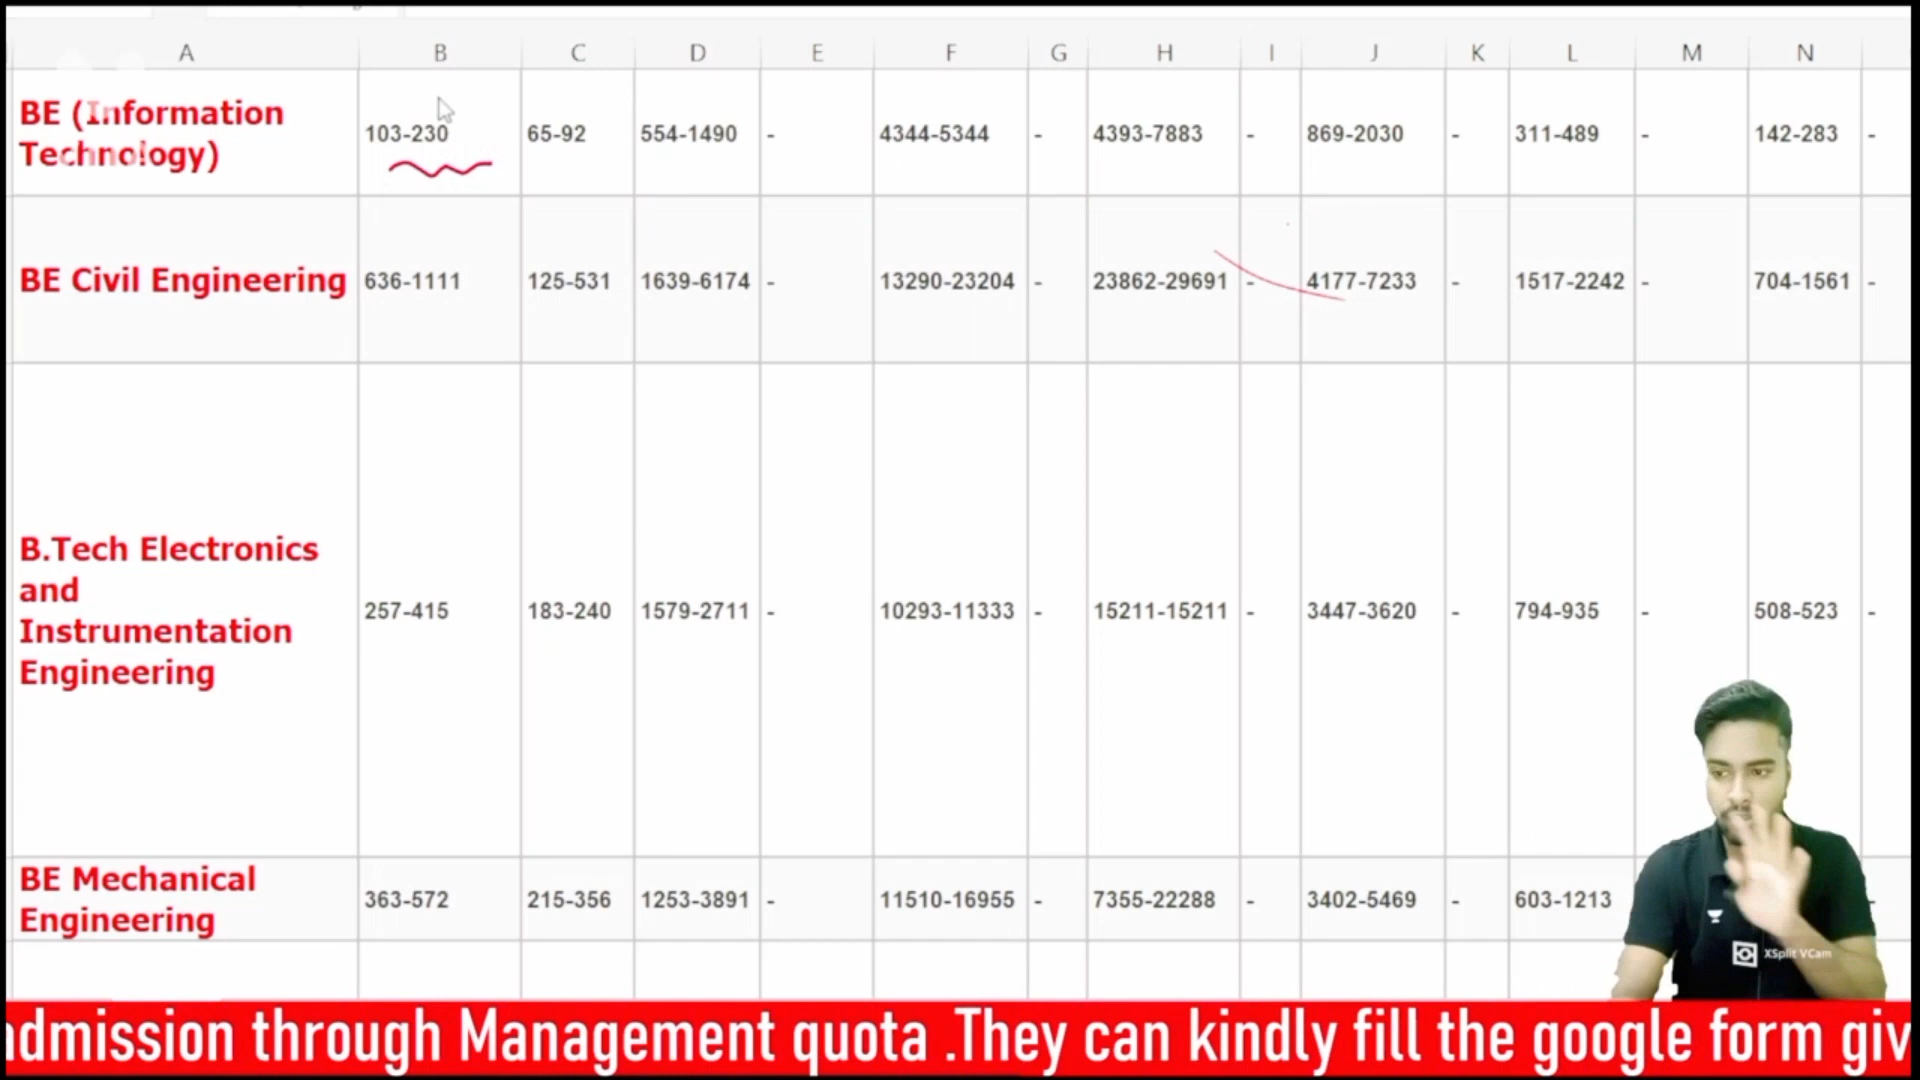 A B C D E F G H I J K L M N
BE (Information
Technology)
103-230 65-92 554-1490 - 4344-5344 - 4393-7883 - 869-2030 - 311-489 - 142-283 -
BE Civil Engineering 636-1111 125-531 1639-6174 - 13290-23204 - 23862-29691 - 4177-7233 - 1517-2242 - 704-1561 -
B.Tech Electronics
and
Instrumentation
Engineering
257-415 183-240 1579-2711 - 10293-11333 - 15211-15211 - 3447-3620 - 794-935 - 508-523 -
BE Mechanical
Engineering
363-572 215-356 1253-3891 - 11510-16955 - 7355-22288 - 3402-5469 - 603-1213 -
XSplit VCam
admission through Management quota .They can kindly fill the google form giv